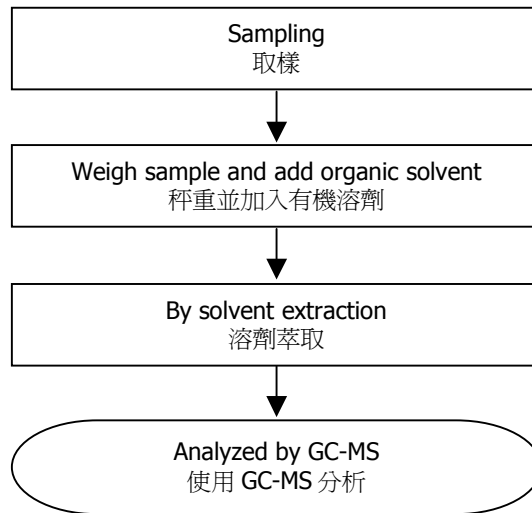 Sampling
取樣
Weigh sample and add organic solvent
秤重並加入有機溶劑
By solvent extraction
溶劑萃取
Analyzed by GC-MS
使用 GC-MS 分析